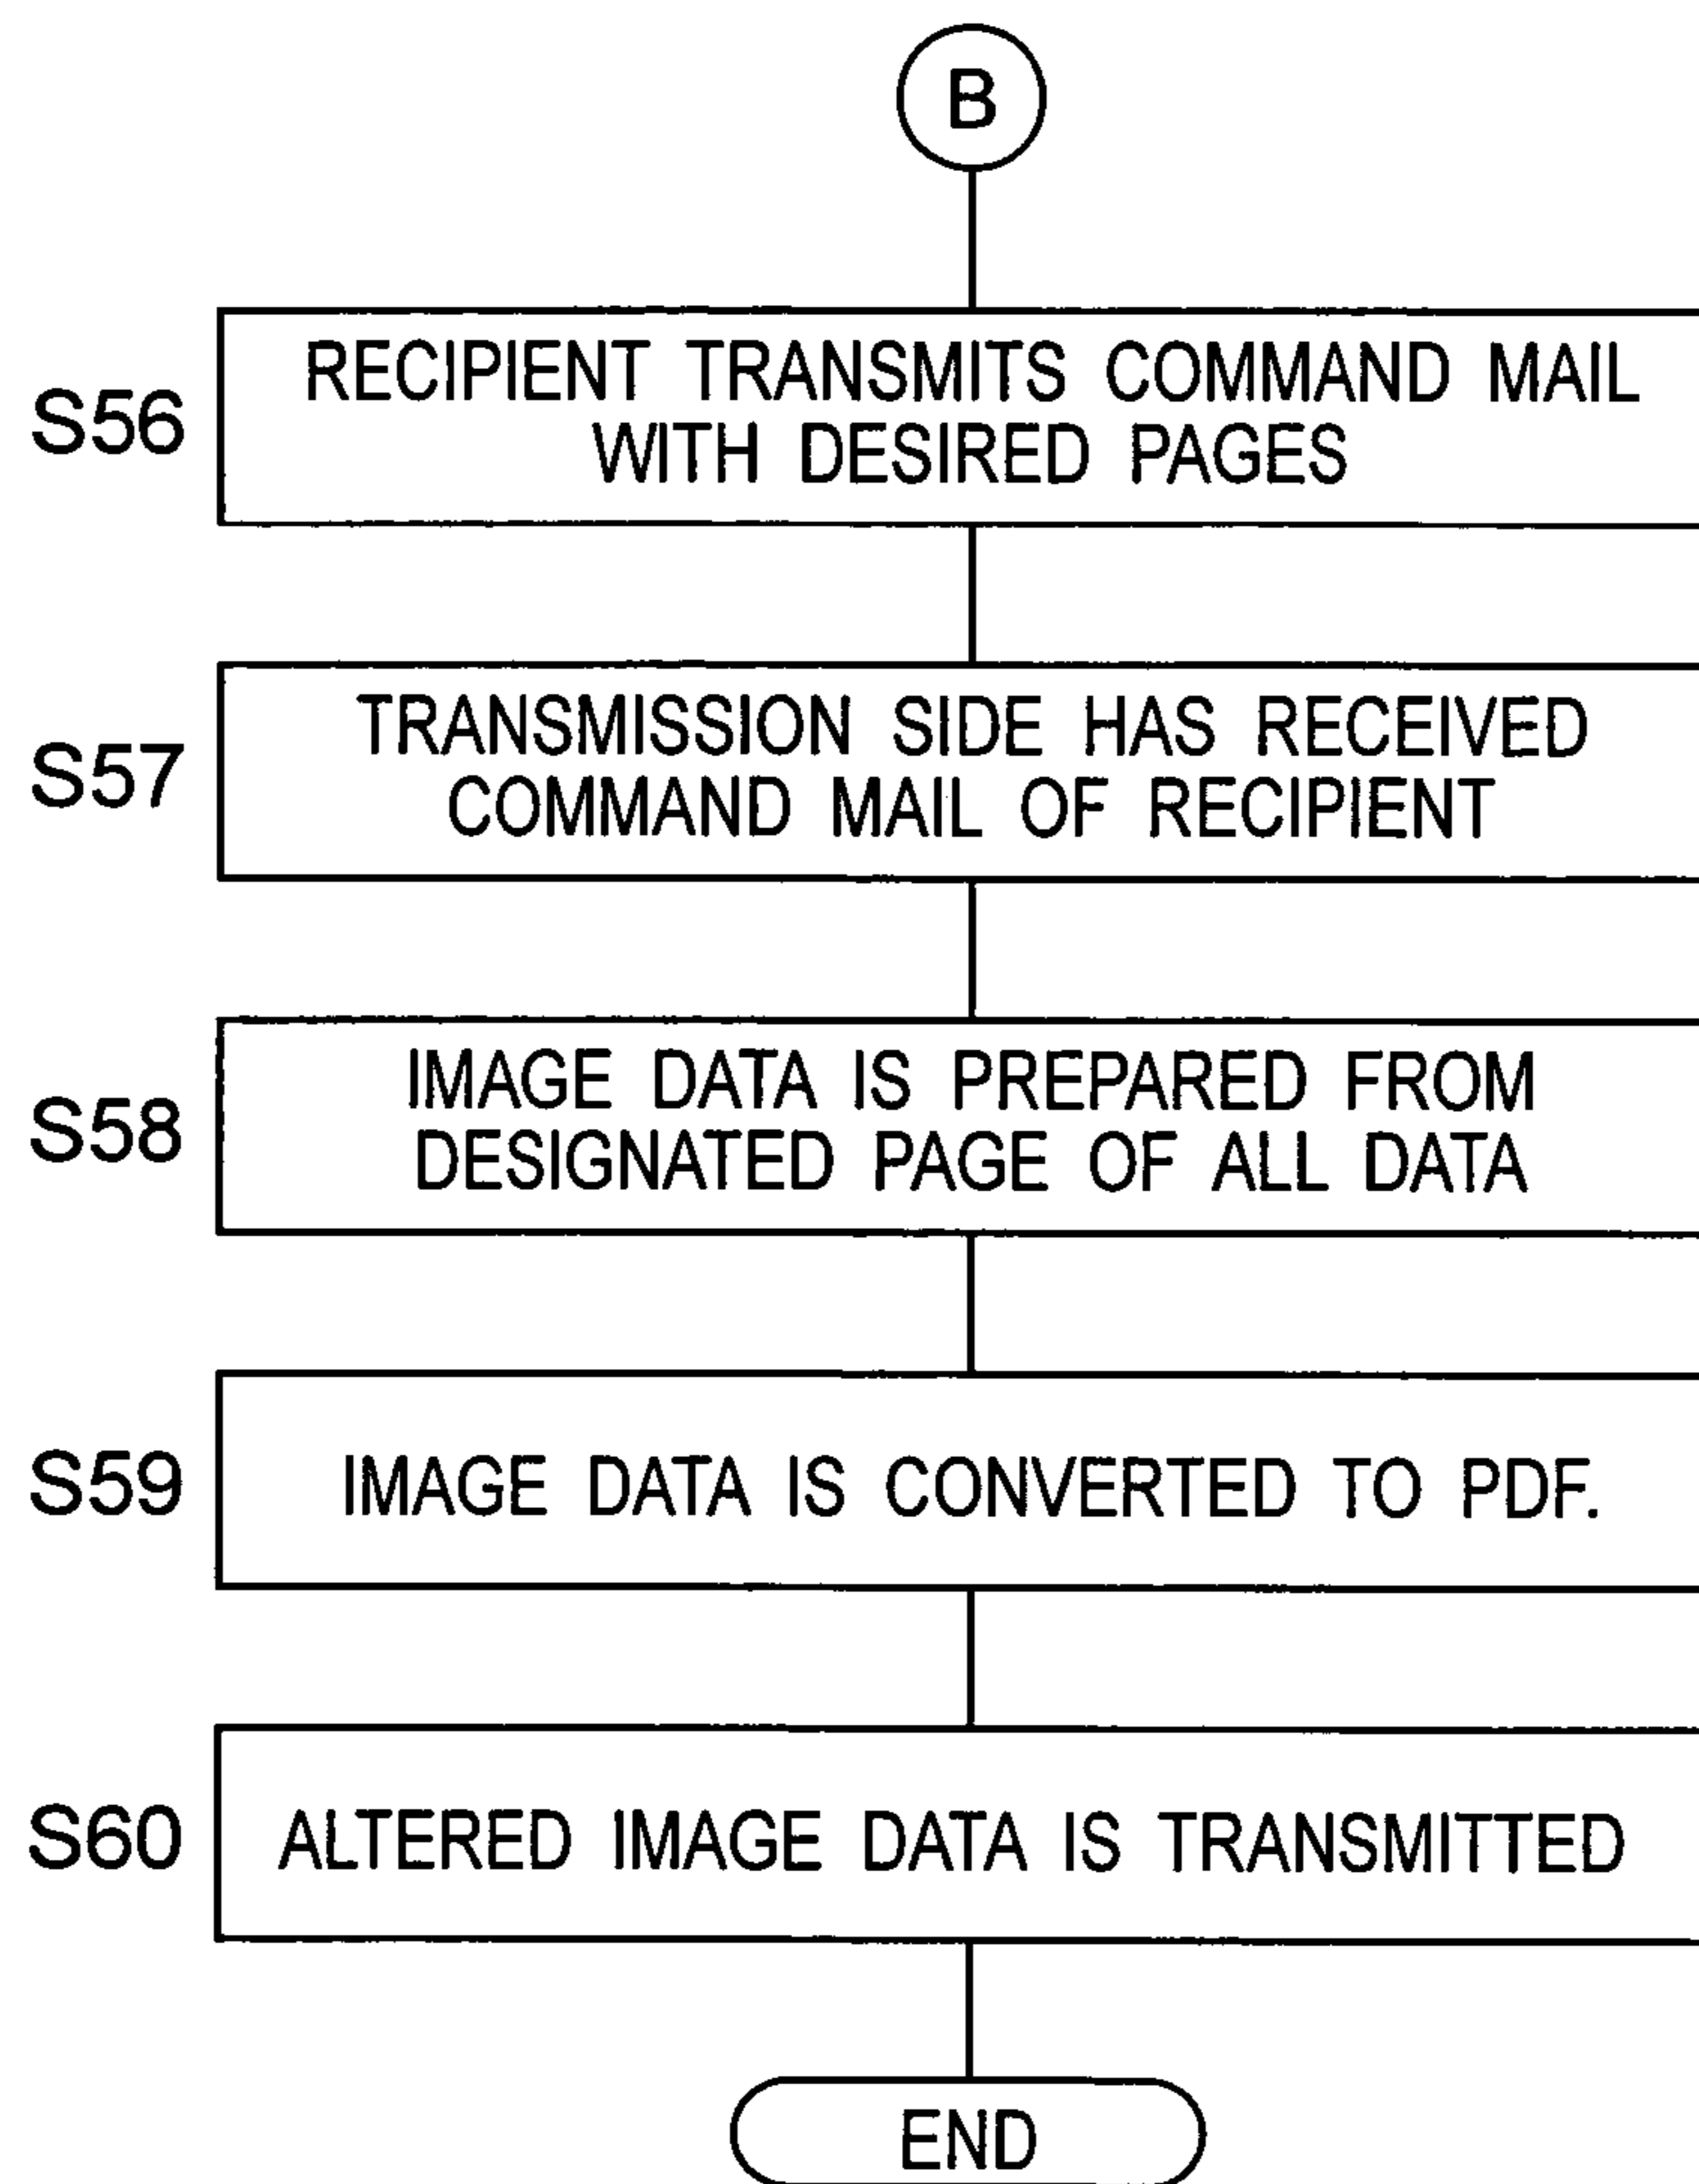 B
S56
RECIPIENT TRANSMITS COMMAND MAIL
WITH DESIRED PAGES
S57
TRANSMISSION SIDE HAS RECEIVED
COMMAND MAIL OF RECIPIENT
S58
IMAGE DATA IS PREPARED FROM
DESIGNATED PAGE OF ALL DATA
S59
IMAGE DATA IS CONVERTED TO PDF.
S60
ALTERED IMAGE DATA IS TRANSMITTED
END